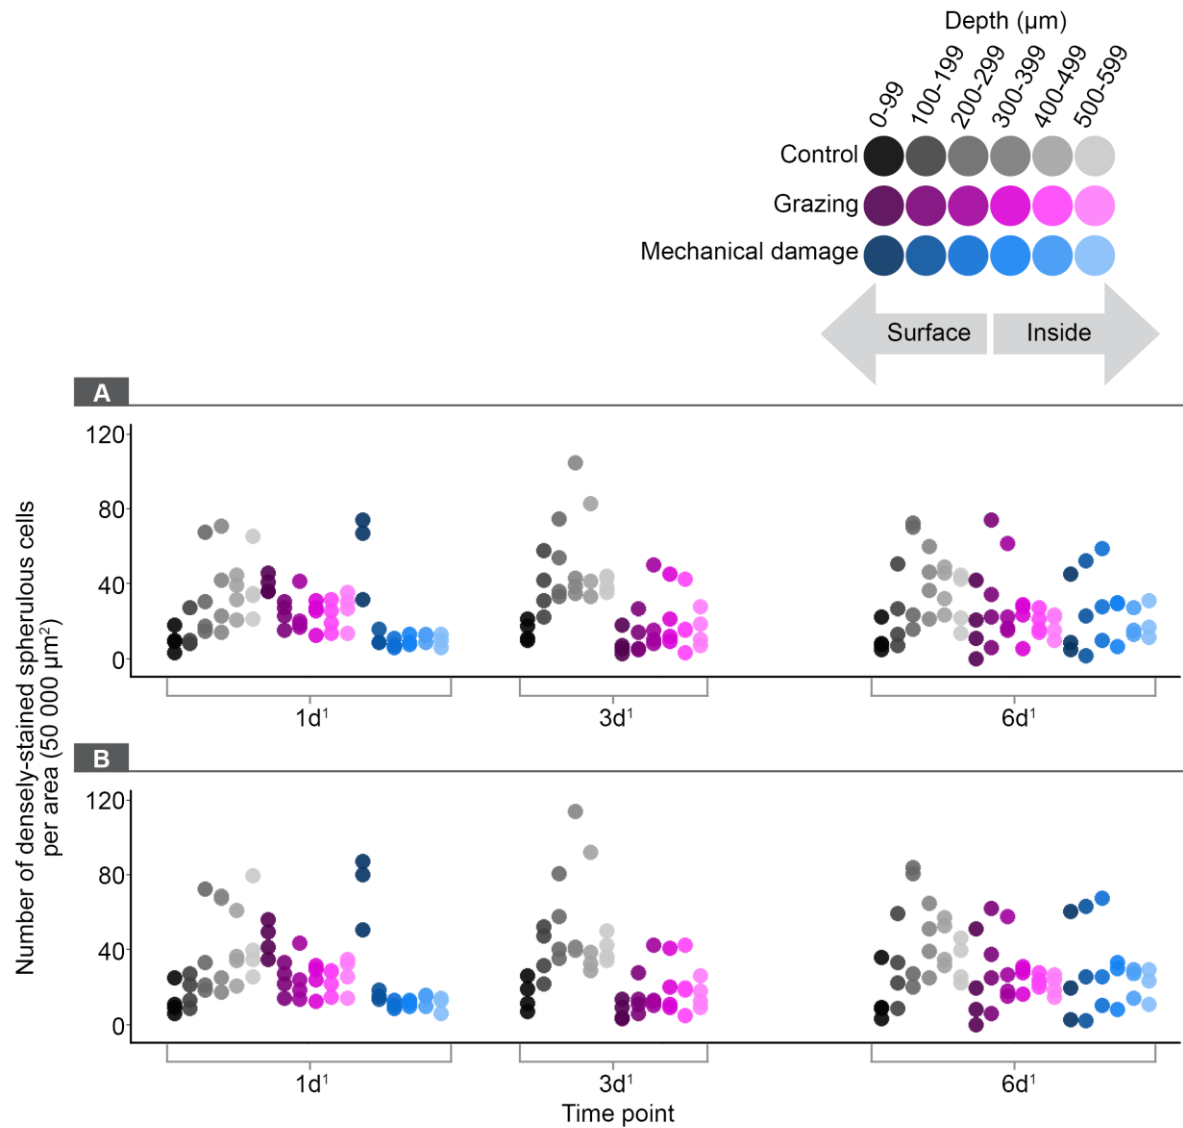 Depth (µm)
0-99
100-199
200-299
300-399
400-499
500-599
Control
Grazing
Mechanical damage
Surface
Inside
A
Number of densely-stained spherulous cells
per area (50 000 µm²)
120
80
40
0
1d¹
3d¹
6d¹
B
120
80
40
0
1d¹
3d¹
6d¹
Time point